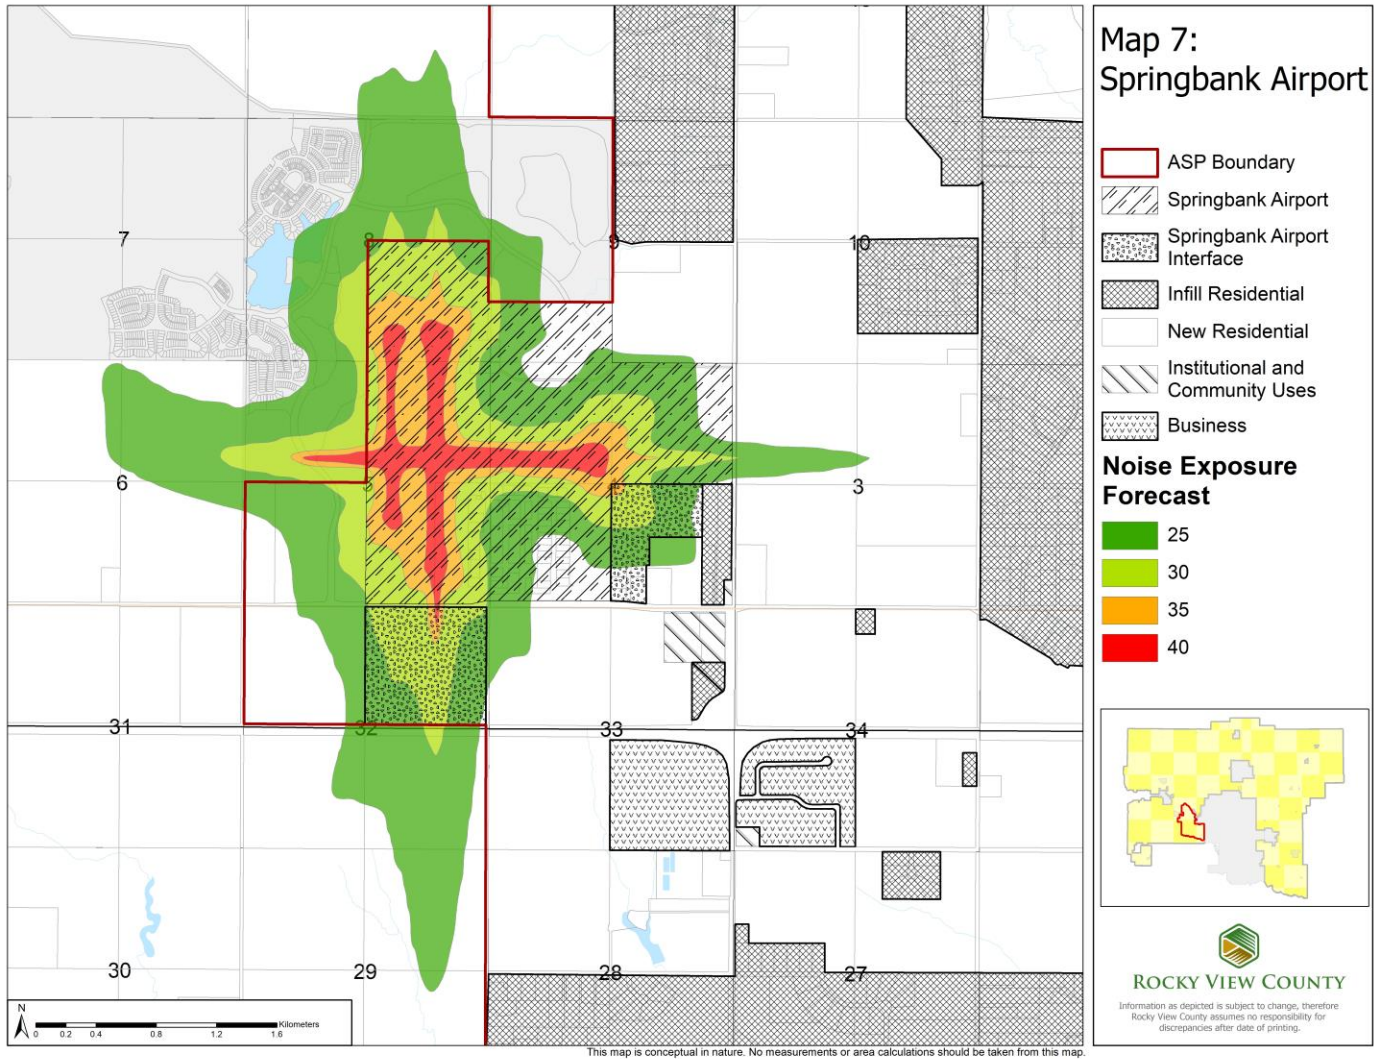 Map 7:
Springbank Airport
ASP Boundary
Springbank Airport
Springbank Airport
Interface
Infill Residential
New Residential
Institutional and
Community Uses
Business
Noise Exposure
Forecast
25
30
35
40
7
8
9
10
6
5
3
31
32
33
34
30
29
28
27
N
Kilometers
0 0.2 0.4 0.8 1.2 1.6
ROCKY VIEW COUNTY
Information as depicted is subject to change, therefore
Rocky View County assumes no responsibility for
discrepancies after date of printing.
This map is conceptual in nature. No measurements or area calculations should be taken from this map.